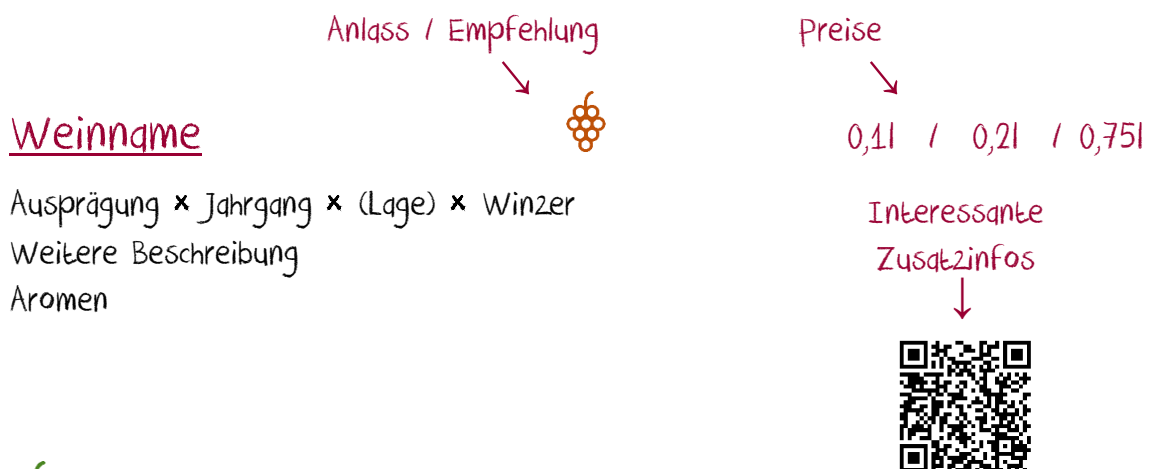 Anlass / Empfehlung
Preise
Weinname
0,1l / 0,2l / 0,75l
Ausprägung x Jahrgang x (Lage) x Winzer
Weitere Beschreibung
Aromen
Interessante
Zusatzinfos